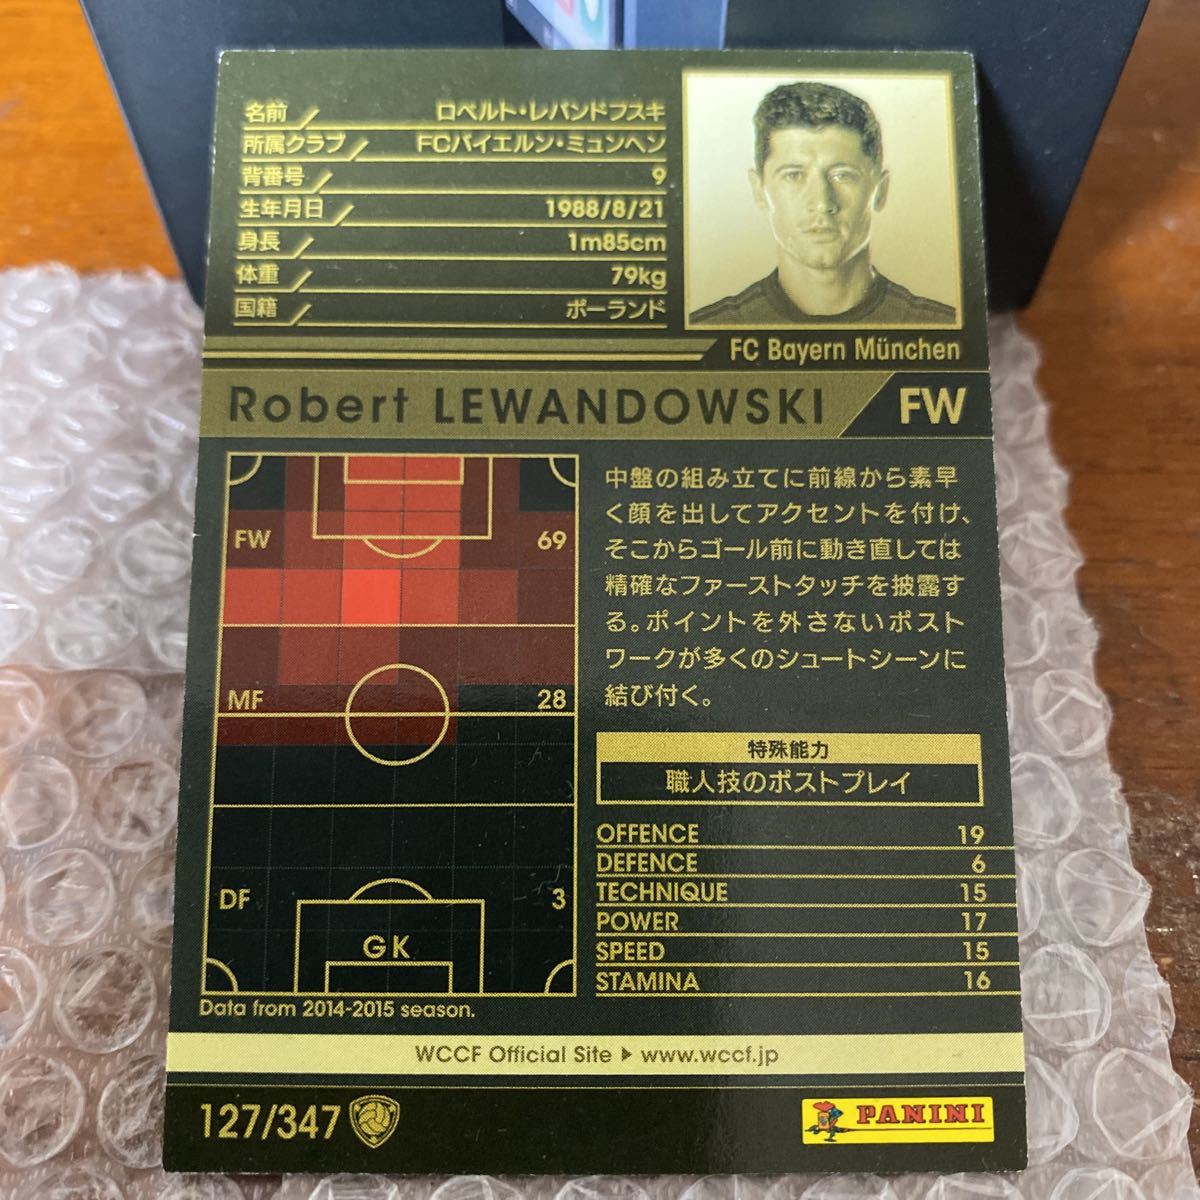 名前 ロベルト・レバンドフスキ
所属クラブ FCバイエルン・ミュンヘン
背番号 9
生年月日 1988/8/21
身長 1m85cm
体重 79kg
国籍 ポーランド
FC Bayern München
Robert LEWANDOWSKI FW
FW 69
MF 28
DF 3
GK
Data from 2014-2015 season.
中盤の組み立てに前線から素早
く顔を出してアクセントを付け、
そこからゴール前に動き直しては
精確なファーストタッチを披露す
る。ポイントを外さないポスト
ワークが多くのシュートシーンに
結び付く。
特殊能力
職人技のポストプレイ
OFFENCE 19
DEFENCE 6
TECHNIQUE 15
POWER 17
SPEED 15
STAMINA 16
WCCF Official Site ▶ www.wccf.jp
127/347
PANINI